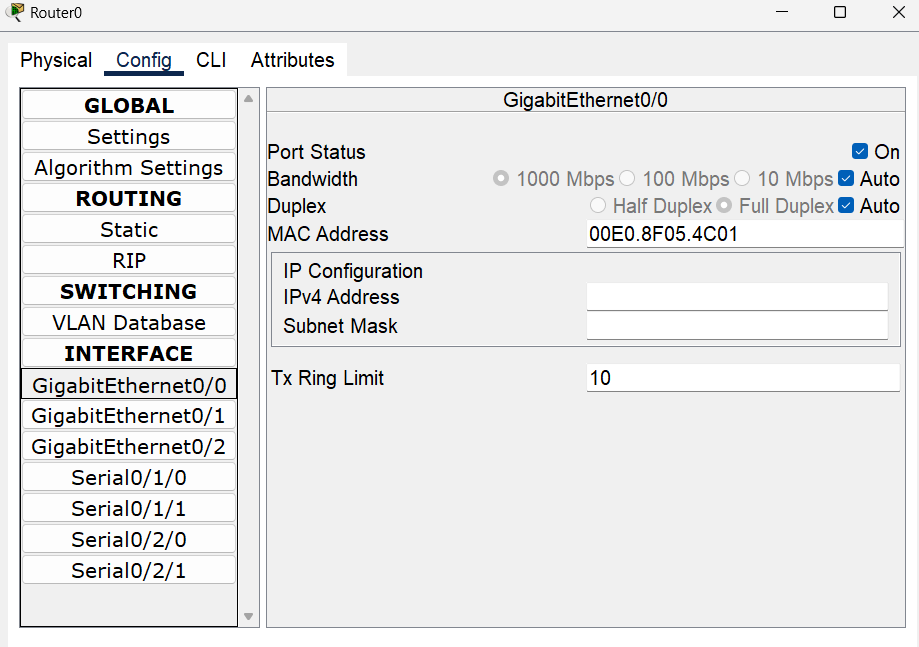 Router0
Physical Config CLI Attributes
GLOBAL
Settings
Algorithm Settings
ROUTING
Static
RIP
SWITCHING
VLAN Database
INTERFACE
GigabitEthernet0/0
GigabitEthernet0/1
GigabitEthernet0/2
Serial0/1/0
Serial0/1/1
Serial0/2/0
Serial0/2/1
GigabitEthernet0/0
Port Status On
Bandwidth 1000 Mbps 100 Mbps 10 Mbps Auto
Duplex Half Duplex Full Duplex Auto
MAC Address 00E0.8F05.4C01
IP Configuration
IPv4 Address
Subnet Mask
Tx Ring Limit 10